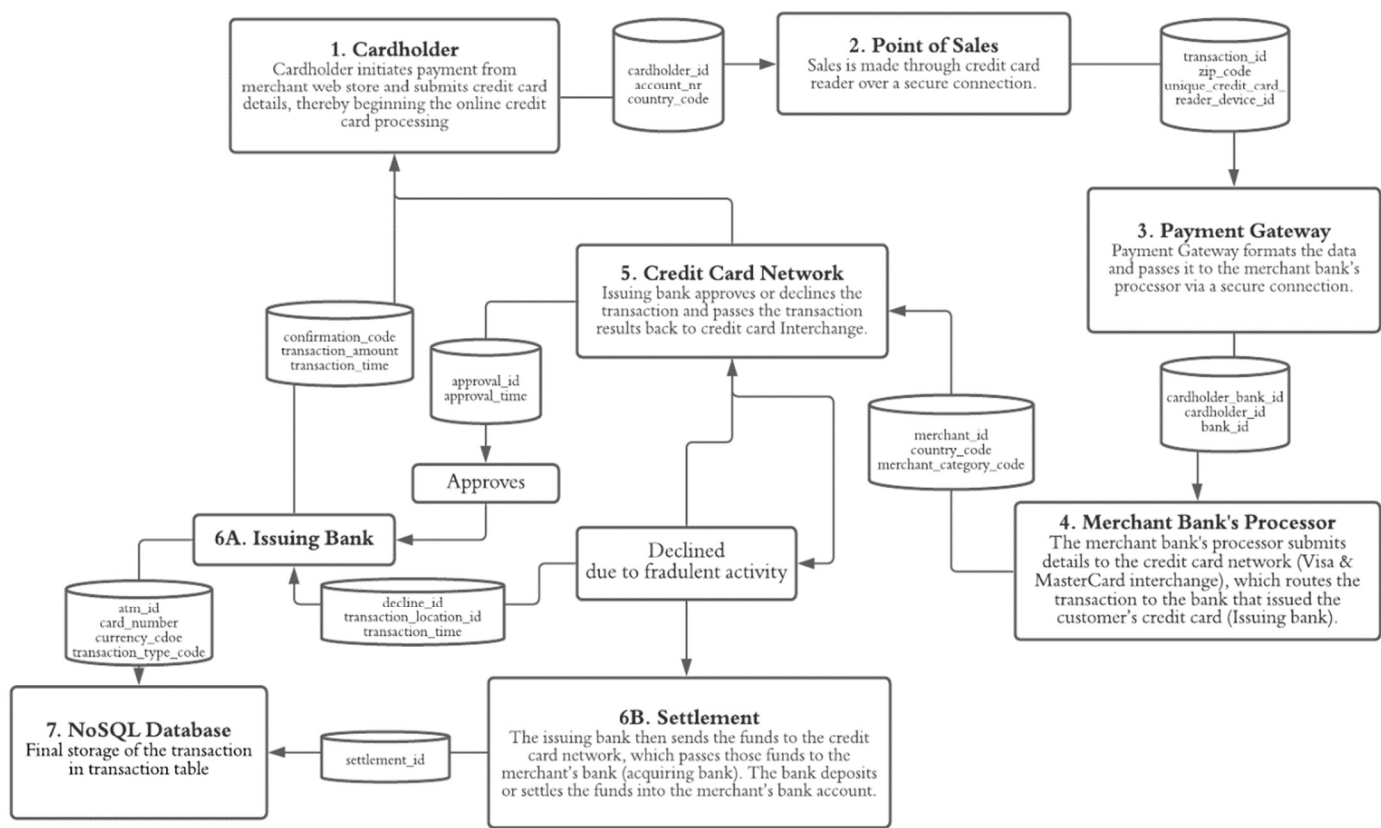 1. Cardholder
Cardholder initiates payment from
merchant web store and submits credit card
details, thereby beginning the online credit
card processing
cardholder_id
account_nr
country_code
2. Point of Sales
Sales is made through credit card
reader over a secure connection.
transaction_id
zip_code
unique_credit_card_
reader_device_id
3. Payment Gateway
Payment Gateway formats the data
and passes it to the merchant bank's
processor via a secure connection.
cardholder_bank_id
cardholder_id
bank_id
4. Merchant Bank's Processor
The merchant bank's processor submits
details to the credit card network (Visa &
MasterCard interchange), which routes the
transaction to the bank that issued the
customer's credit card (Issuing bank).
merchant_id
country_code
merchant_category_code
5. Credit Card Network
Issuing bank approves or declines the
transaction and passes the transaction
results back to credit card Interchange.
approval_id
approval_time
Approves
confirmation_code
transaction_amount
transaction_time
6A. Issuing Bank
Declined
due to fradulent activity
decline_id
transaction_location_id
transaction_time
atm_id
card_number
currency_cdoe
transaction_type_code
6B. Settlement
The issuing bank then sends the funds to the credit
card network, which passes those funds to the
merchant's bank (acquiring bank). The bank deposits
or settles the funds into the merchant's bank account.
settlement_id
7. NoSQL Database
Final storage of the transaction
in transaction table